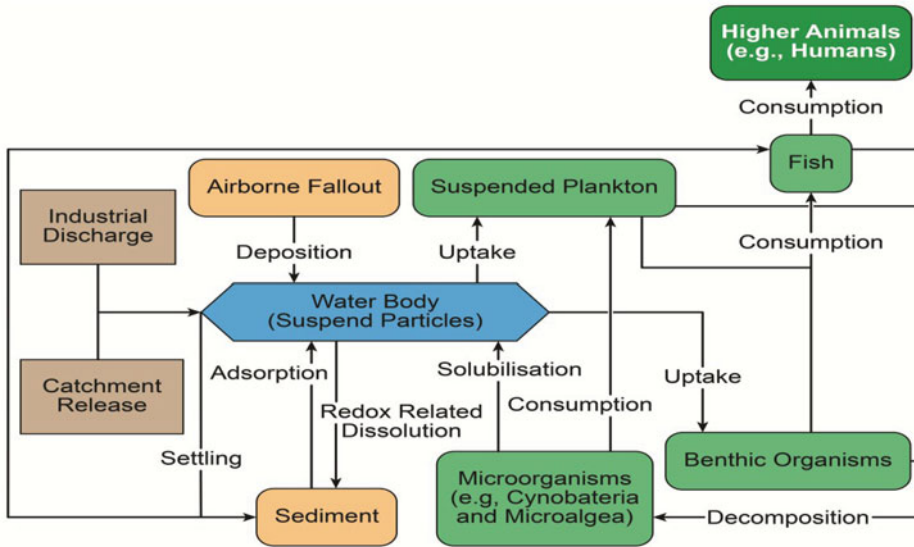 Higher Animals
(e.g., Humans)
Consumption
Fish
Airborne Fallout
Suspended Plankton
Industrial
Discharge
Consumption
Deposition
Uptake
Water Body
(Suspend Particles)
Catchment
Release
Adsorption
Solubilisation
Uptake
Redox Related
Dissolution
Consumption
Settling
Benthic Organisms
Sediment
Microorganisms
(e.g, Cynobateria
and Microalgea)
Decomposition